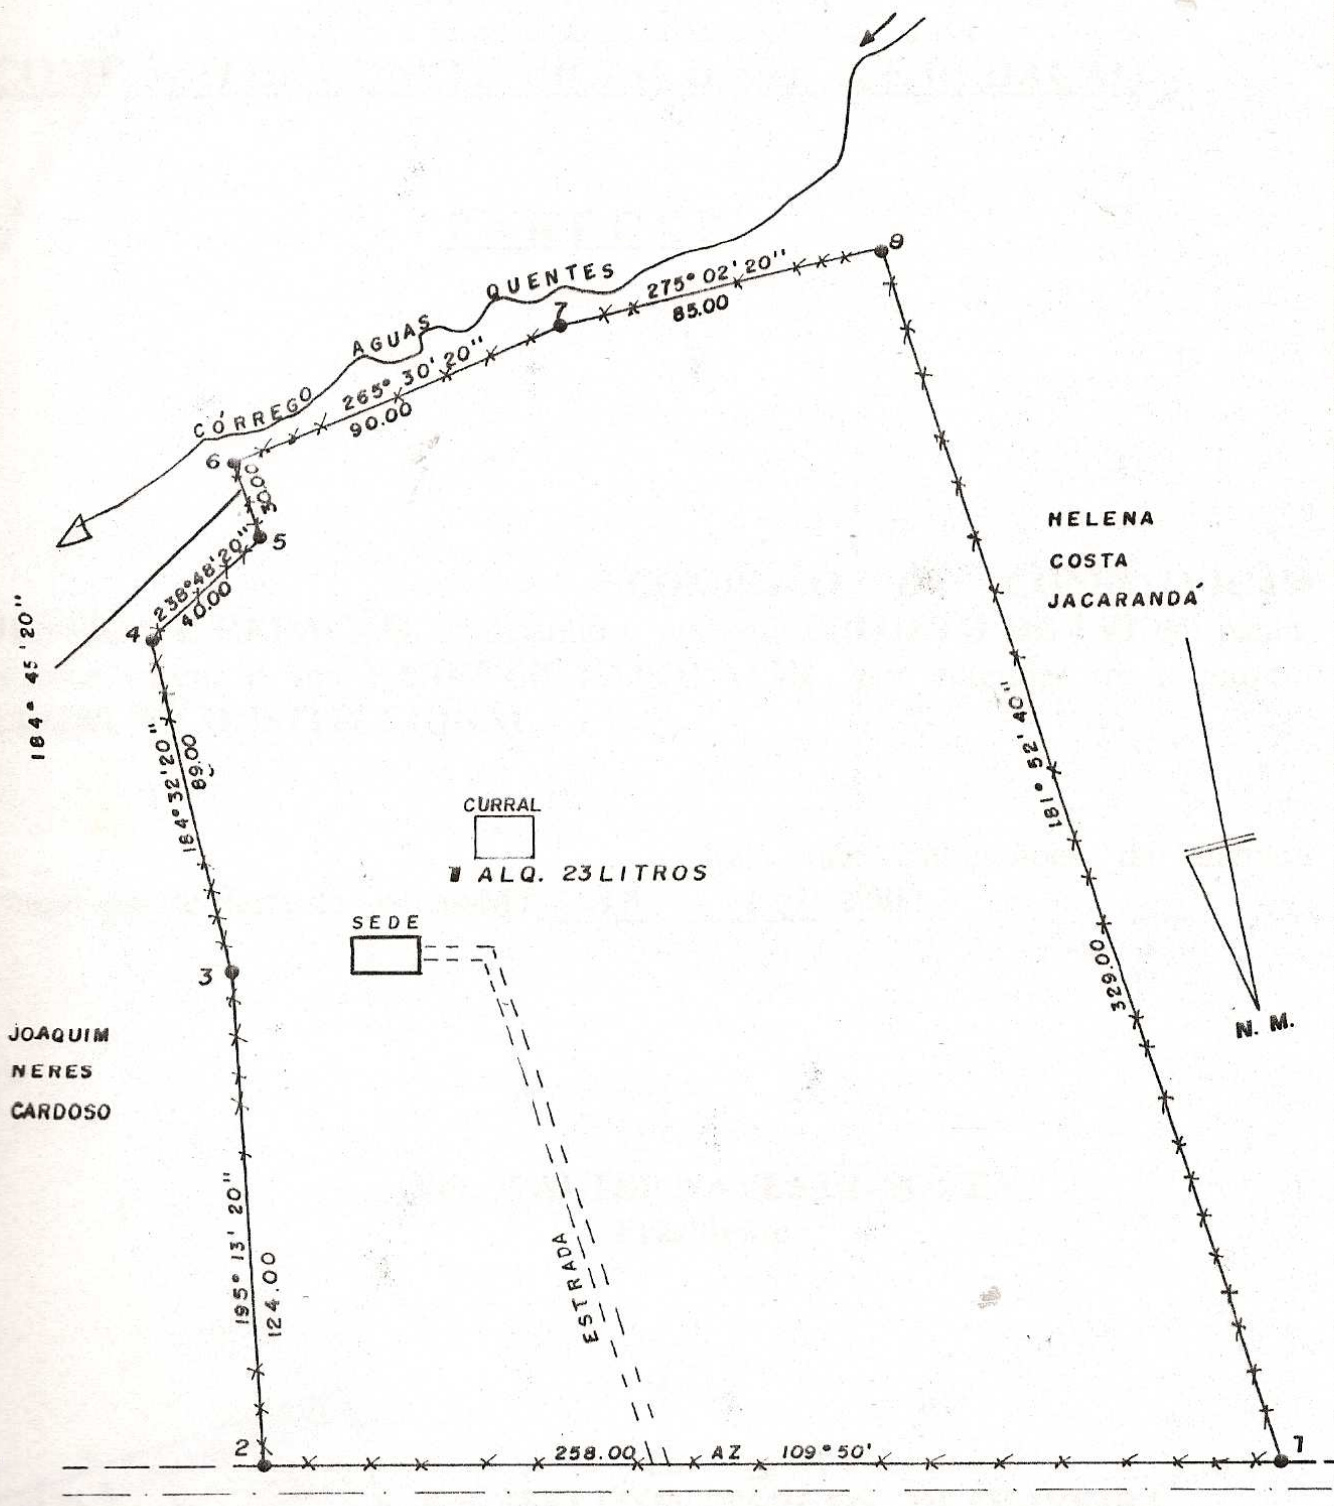 9
275° 02' 20"
85.00
QUENTES
7
AGUAS
265° 30' 20"
90.00
CÓRREGO
6
30.00
5
238°48'20"
40.00
4
184° 45' 20"
HELENA
COSTA
JACARANDÁ
184° 32' 20"
89.00
181° 52' 40"
CURRAL
ALQ. 23 LITROS
SEDE
3
329.00
N. M.
JOAQUIM
NERES
CARDOSO
195° 13' 20"
124.00
ESTRADA
2
258.00 AZ 109°50'
1